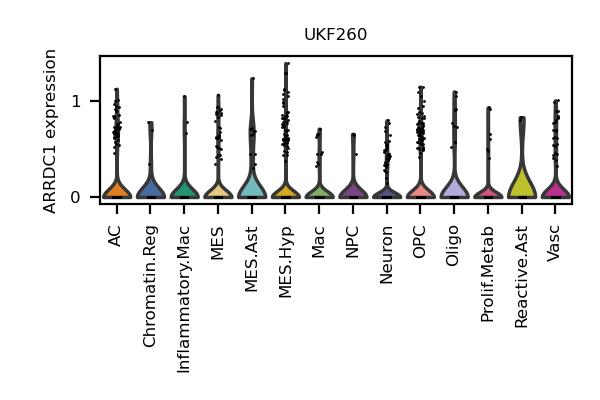 UKF260
ARRDC1 expression
1
0
AC
Chromatin.Reg
Inflammatory.Mac
MES
MES.Ast
MES.Hyp
Mac
NPC
Neuron
OPC
Oligo
Prolif.Metab
Reactive.Ast
Vasc